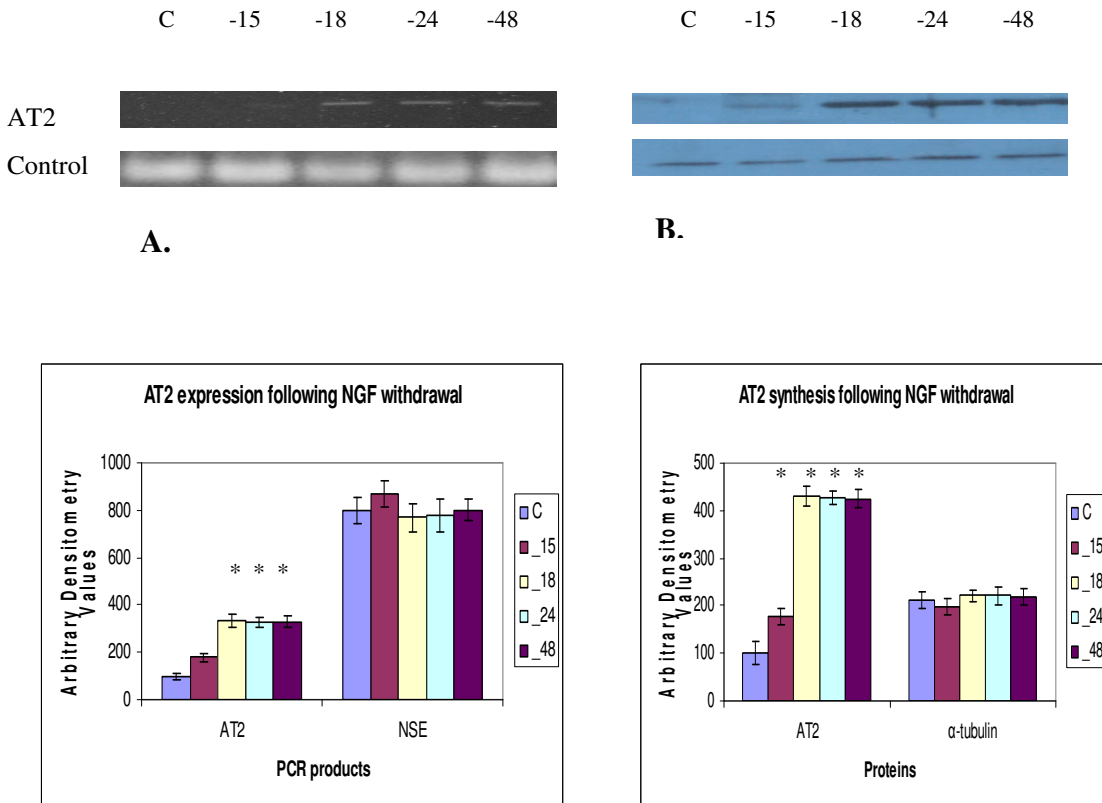 C -15 -18 -24 -48
AT2
Control
A.
C -15 -18 -24 -48
B.
AT2 expression following NGF withdrawal
Arbitrary Densitometry
Values
1000
800
600
400
200
0
* * *
AT2 NSE
PCR products
C
_15
_18
_24
_48
AT2 synthesis following NGF withdrawal
Arbitrary Densitometry
Values
500
400
300
200
100
0
* * * *
AT2 α-tubulin
Proteins
C
_15
_18
_24
_48